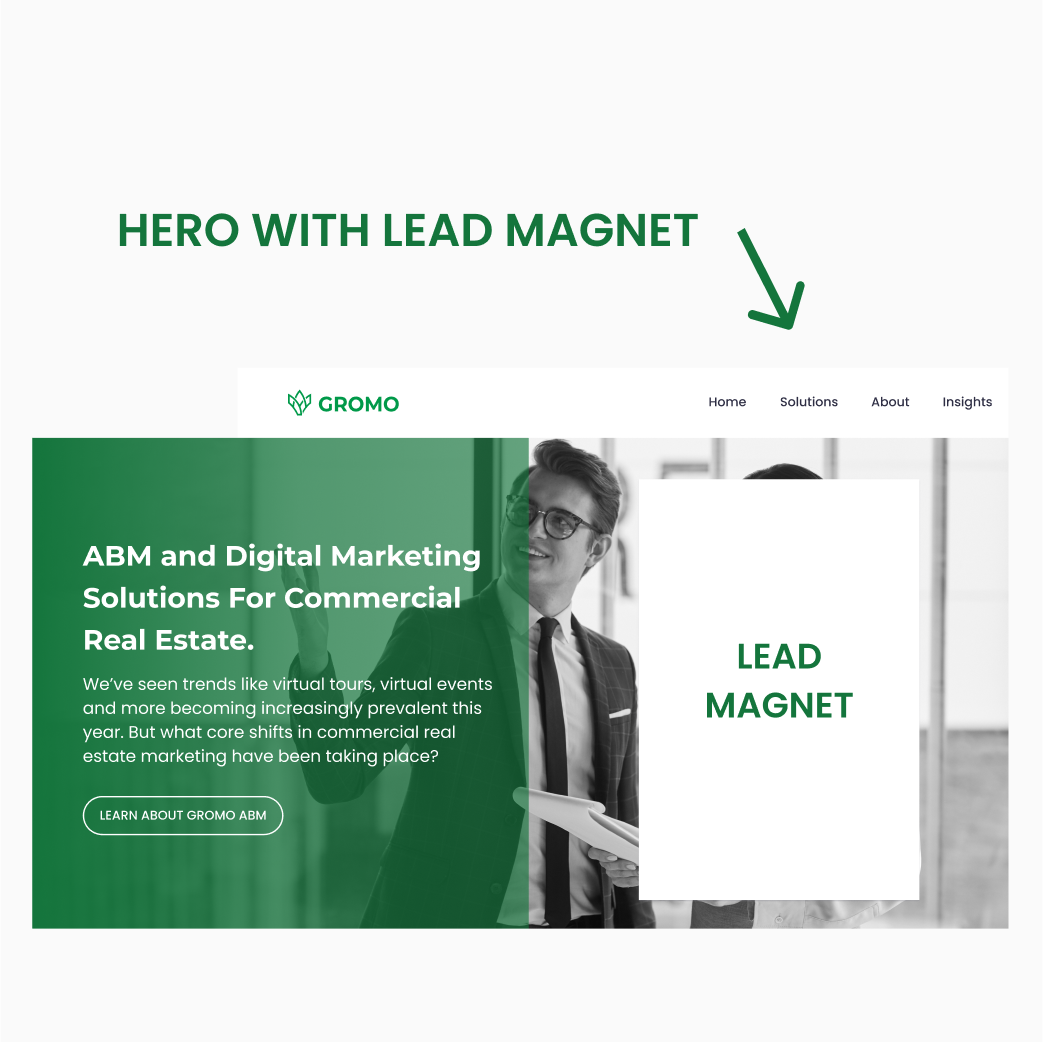 HERO WITH LEAD MAGNET
GROMO
Home Solutions About Insights
ABM and Digital Marketing
Solutions For Commercial
Real Estate.
We’ve seen trends like virtual tours, virtual events
and more becoming increasingly prevalent this
year. But what core shifts in commercial real
estate marketing have been taking place?
LEARN ABOUT GROMO ABM
LEAD
MAGNET